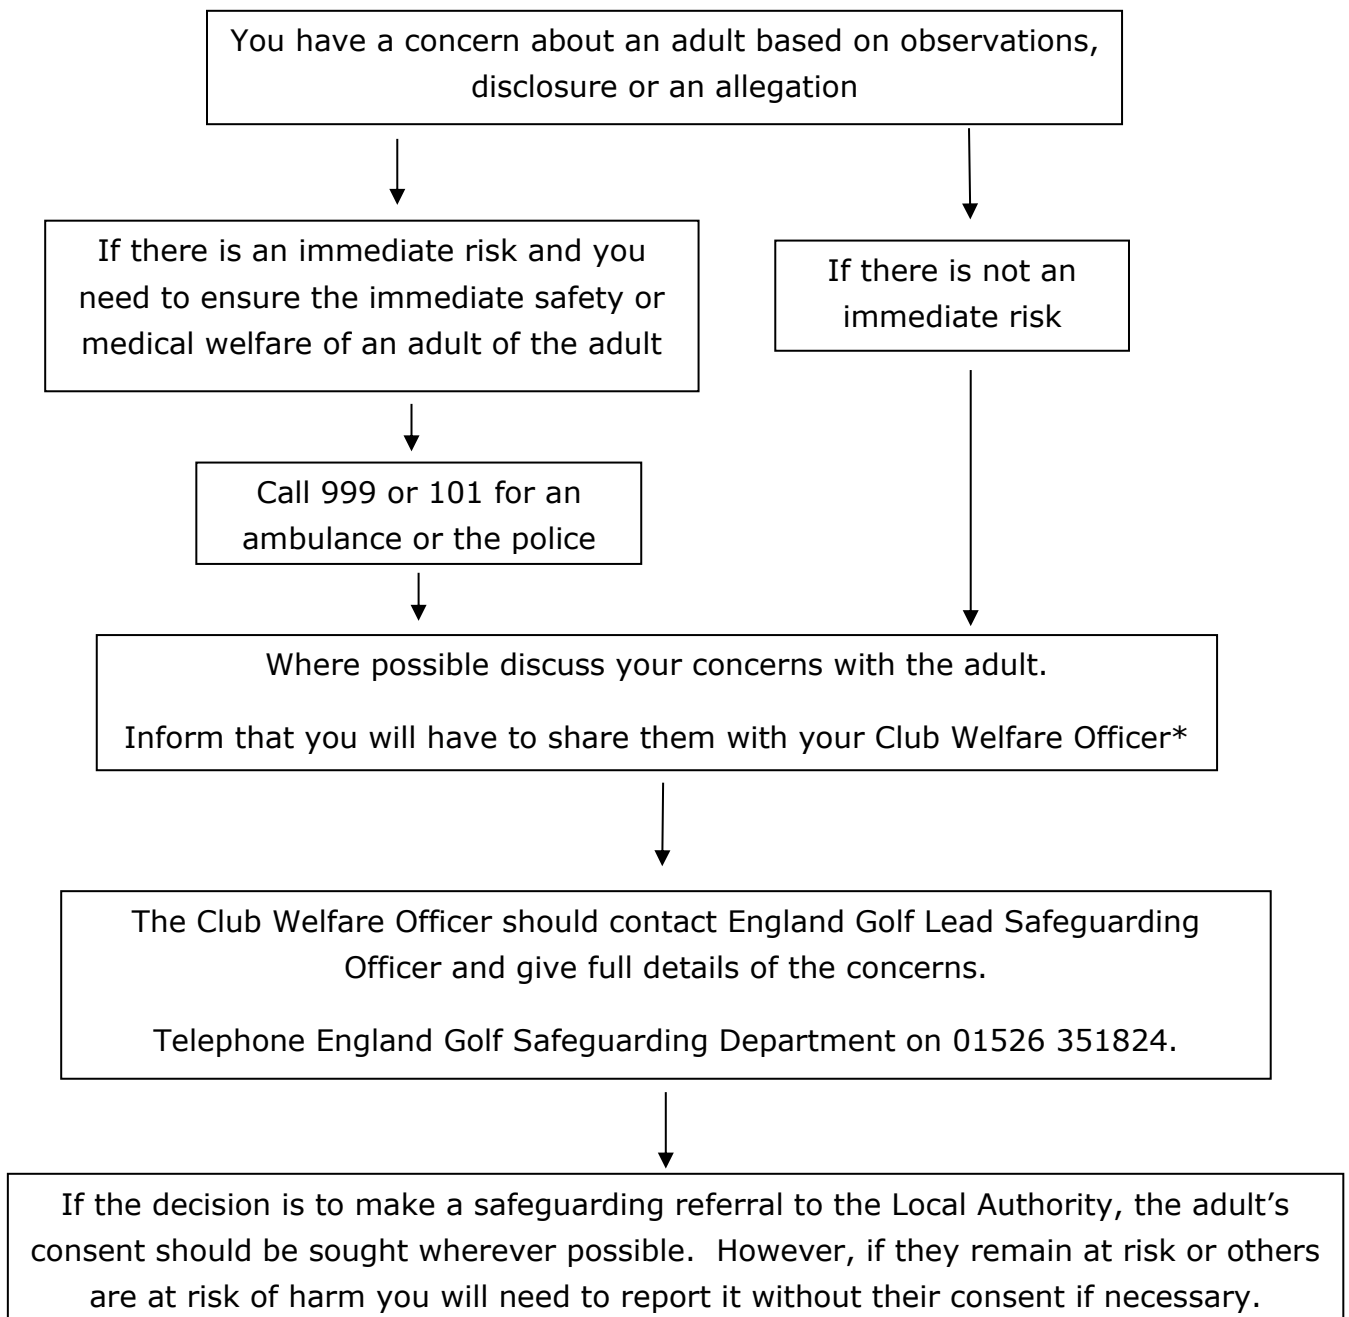 You have a concern about an adult based on observations,
disclosure or an allegation
If there is an immediate risk and you
need to ensure the immediate safety or
medical welfare of an adult of the adult
If there is not an
immediate risk
Call 999 or 101 for an
ambulance or the police
Where possible discuss your concerns with the adult.
Inform that you will have to share them with your Club Welfare Officer*
The Club Welfare Officer should contact England Golf Lead Safeguarding
Officer and give full details of the concerns.
Telephone England Golf Safeguarding Department on 01526 351824.
If the decision is to make a safeguarding referral to the Local Authority, the adult’s
consent should be sought wherever possible.  However, if they remain at risk or others
are at risk of harm you will need to report it without their consent if necessary.